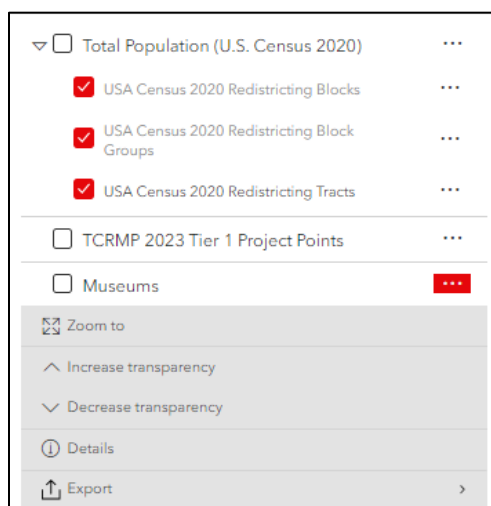 Total Population (U.S. Census 2020)
USA Census 2020 Redistricting Blocks
USA Census 2020 Redistricting Block
Groups
USA Census 2020 Redistricting Tracts
TCRMP 2023 Tier 1 Project Points
Museums
Zoom to
Increase transparency
Decrease transparency
Details
Export